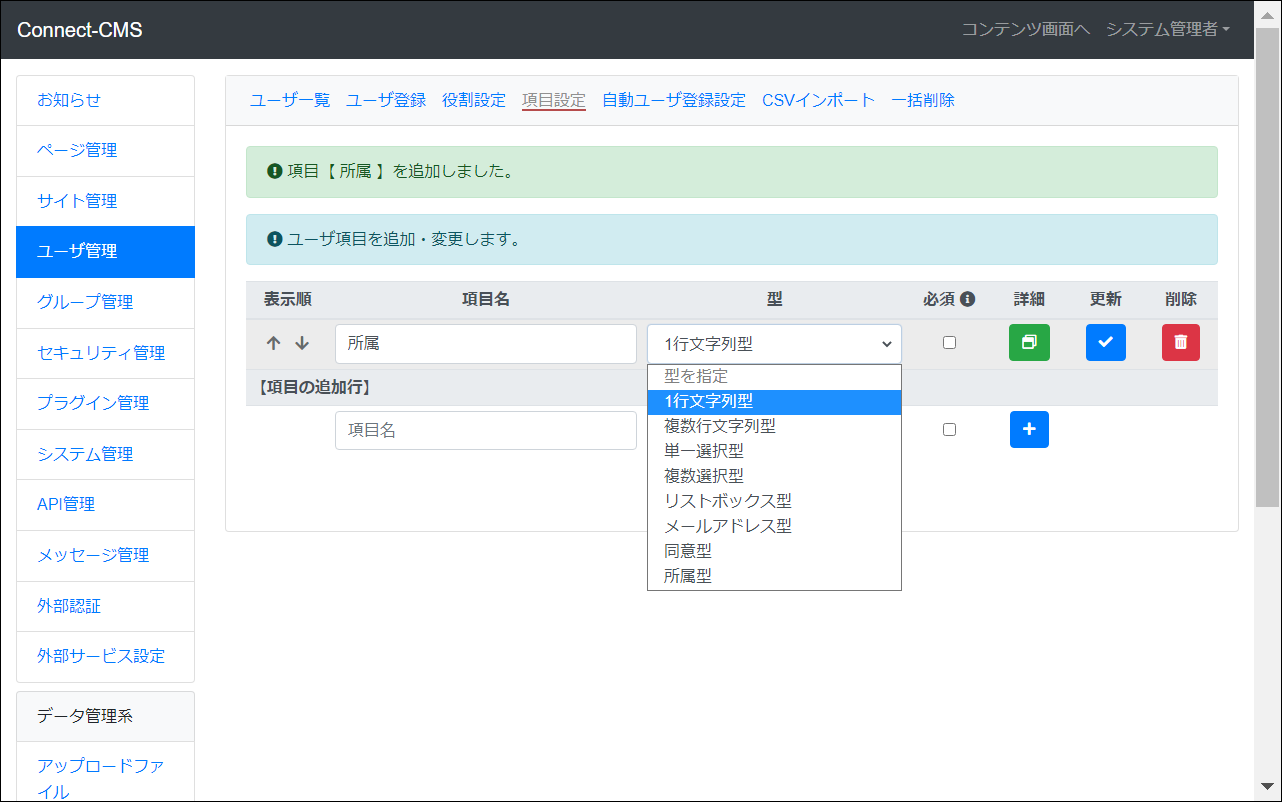 Connect-CMS
コンテンツ画面へ システム管理者
お知らせ
ページ管理
サイト管理
ユーザ管理
グループ管理
セキュリティ管理
プラグイン管理
システム管理
API管理
メッセージ管理
外部認証
外部サービス設定
データ管理系
アップロードファ
イル
ユーザ一覧 ユーザ登録 役割設定 項目設定 自動ユーザ登録設定 CSVインポート 一括削除
項目【 所属 】を追加しました。
ユーザ項目を追加・変更します。
表示順 項目名 型 必須 詳細 更新 削除
所属 1行文字列型
【項目の追加行】
項目名
型を指定
1行文字列型
複数行文字列型
単一選択型
複数選択型
リストボックス型
メールアドレス型
同意型
所属型